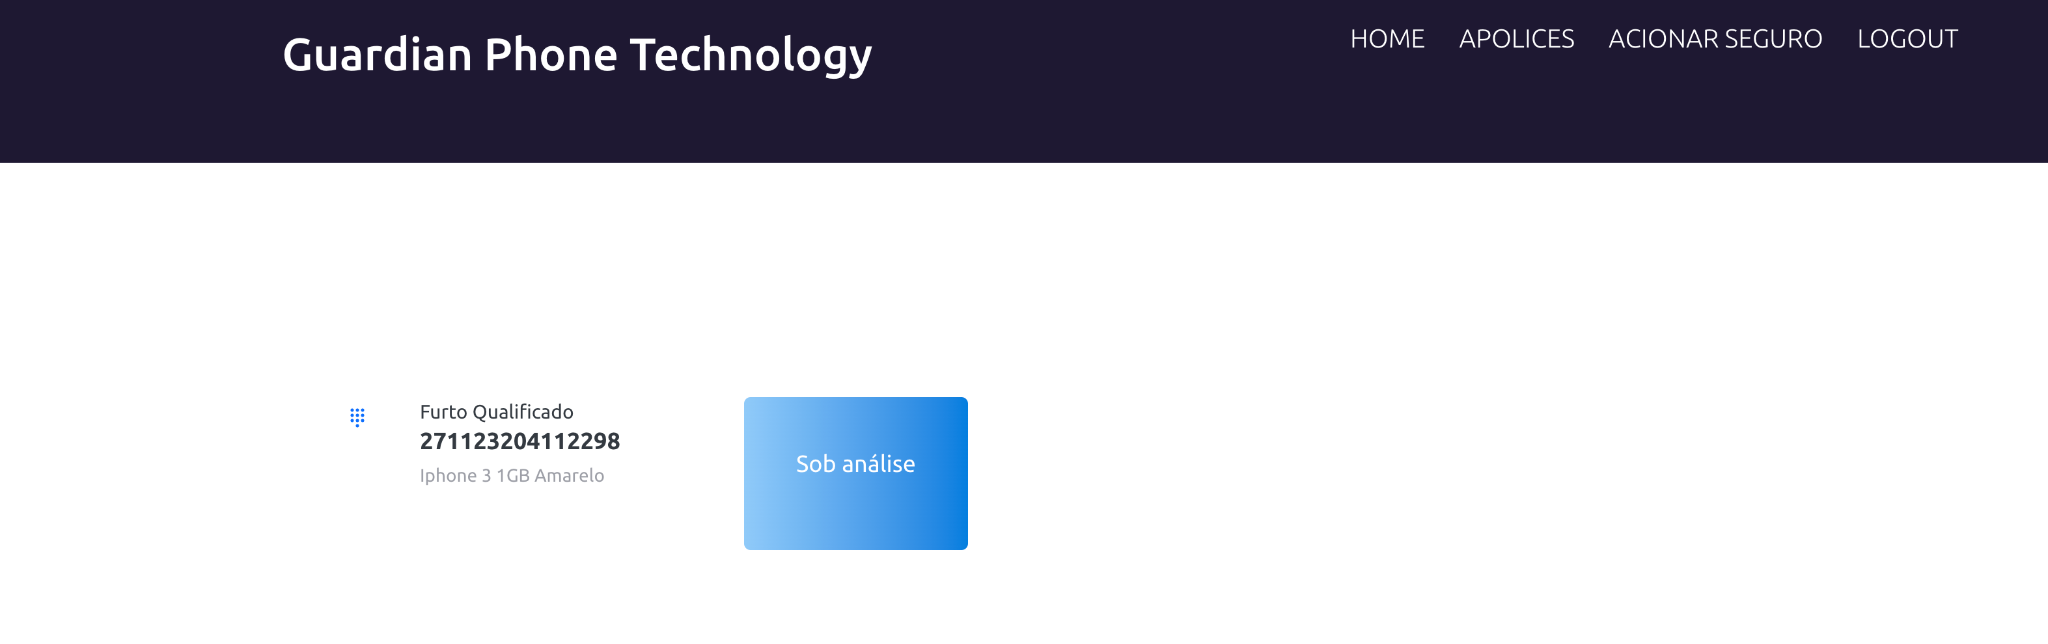 Guardian Phone Technology
HOME APOLICES ACIONAR SEGURO LOGOUT
Furto Qualificado
271123204112298
Iphone 3 1GB Amarelo
Sob análise